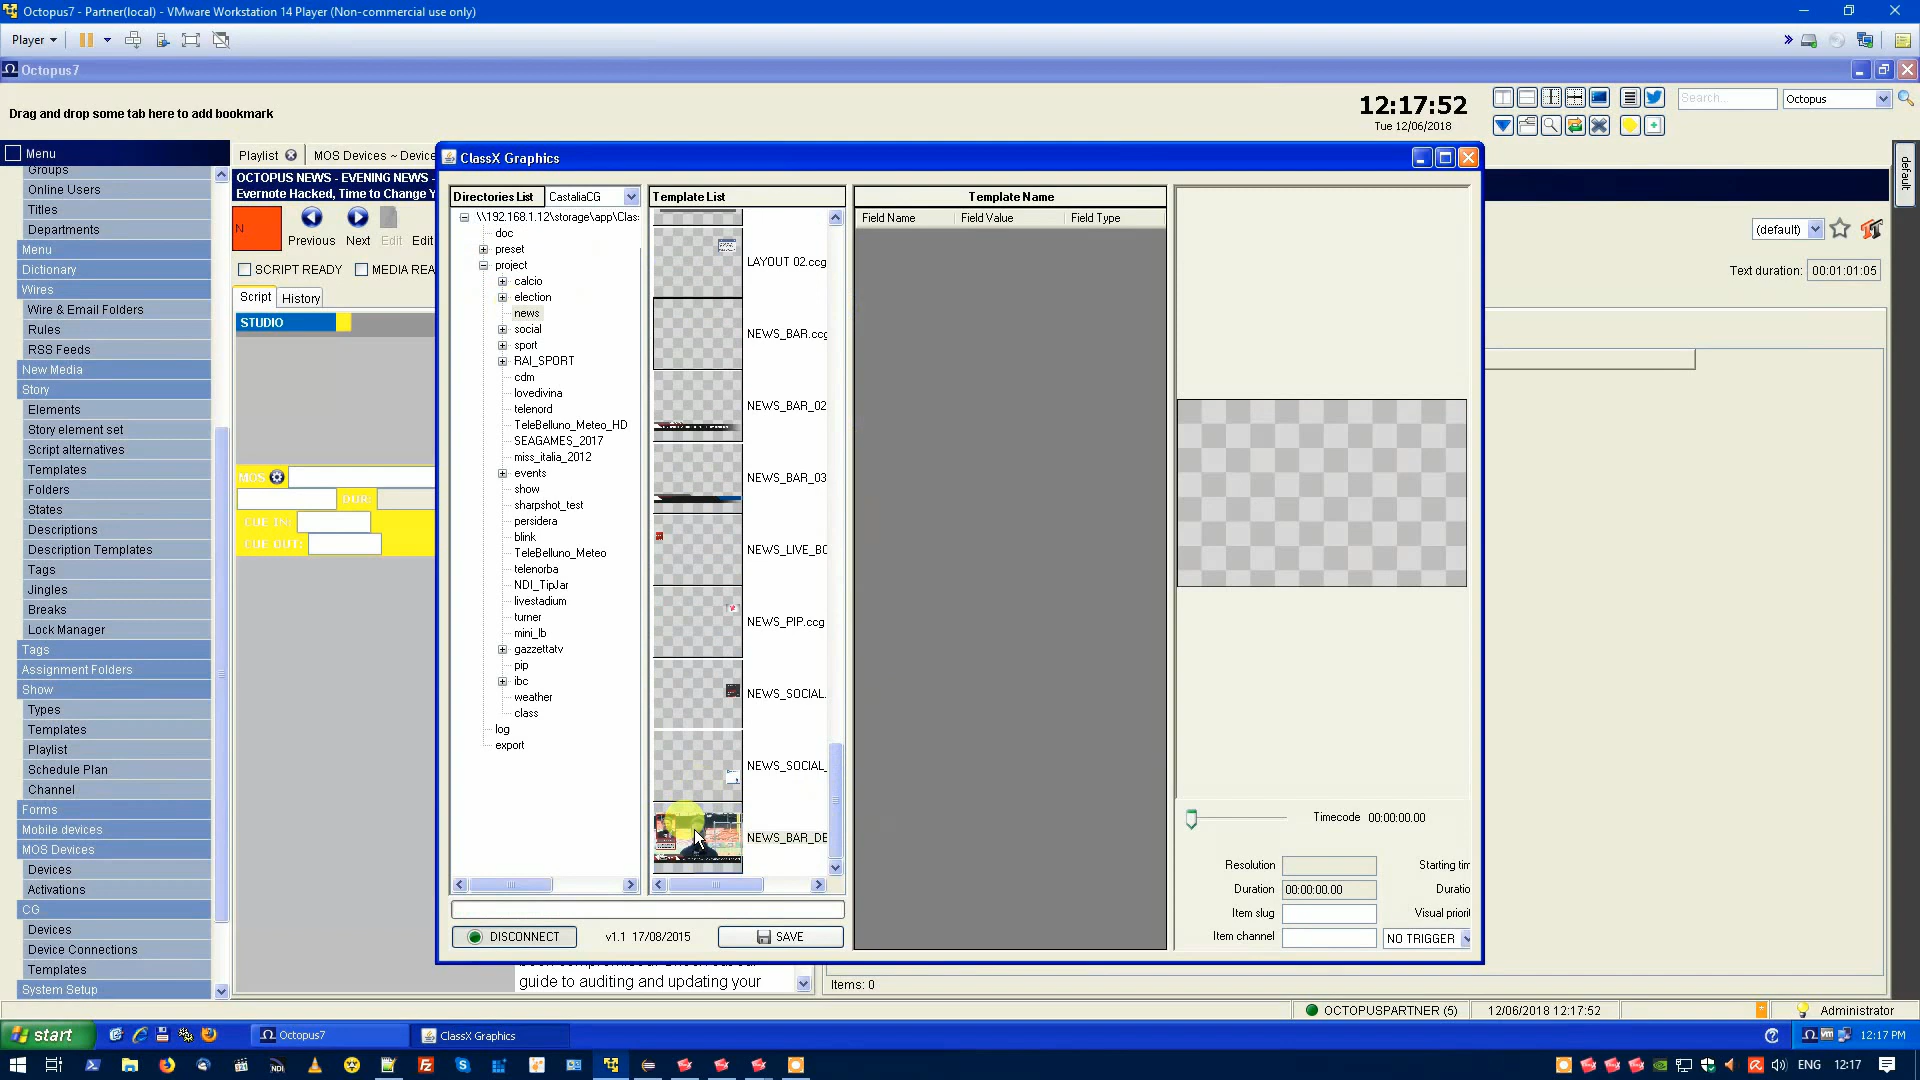 Octopus7 - Partner(local) - VMware Workstation 14 Player (Non-commercial use only)
Player
Octopus7
Drag and drop some tab here to add bookmark
12:17:52
Tue 12/06/2018
Search...
Octopus
default
Menu
Groups
Online Users
Titles
Departments
Menu
Dictionary
Wires
Wire & Email Folders
Rules
RSS Feeds
New Media
Story
Elements
Story element set
Script alternatives
Templates
Folders
States
Descriptions
Description Templates
Tags
Jingles
Breaks
Lock Manager
Tags
Assignment Folders
Show
Types
Templates
Playlist
Schedule Plan
Channel
Forms
Mobile devices
MOS Devices
Devices
Activations
CG
Devices
Device Connections
Templates
System Setup
Playlist
MOS Devices ~ Device
OCTOPUS NEWS - EVENING NEWS -
Evernote Hacked, Time to Change Y
N
Previous
Next
Edit
Edit
SCRIPT READY
MEDIA REA
Script
History
STUDIO
MOS
DUR:
CUE IN:
CUE OUT:
ClassX Graphics
Directories List
CastaliaCG
\\192.168.1.12\storage\app\Clas:
doc
preset
project
calcio
election
news
social
sport
RAI_SPORT
cdm
lovedivina
telenord
TeleBelluno_Meteo_HD
SEAGAMES_2017
miss_italia_2012
events
show
sharpshot_test
persidera
blink
TeleBelluno_Meteo
telenorba
NDI_TipJar
livestadium
turner
mini_lb
gazzettatv
pip
ibc
weather
class
log
export
Template List
LAYOUT 02.ccg
NEWS_BAR.ccg
NEWS_BAR_02
NEWS_BAR_03
NEWS_LIVE_BO
NEWS_PIP.ccg
NEWS_SOCIAL.
NEWS_SOCIAL_
NEWS_BAR_DE
DISCONNECT
v1.1 17/08/2015
SAVE
Template Name
Field Name
Field Value
Field Type
Timecode 00:00:00.00
Resolution
Starting tim
Duration
00:00:00.00
Duratio
Item slug
Visual priorit
Item channel
NO TRIGGER
(default)
Text duration:
00:01:01:05
guide to auditing and updating your
Items: 0
OCTOPUSPARTNER (5)
12/06/2018 12:17:52
Administrator
start
Octopus7
ClassX Graphics
12:17 PM
NDI
ENG
12:17